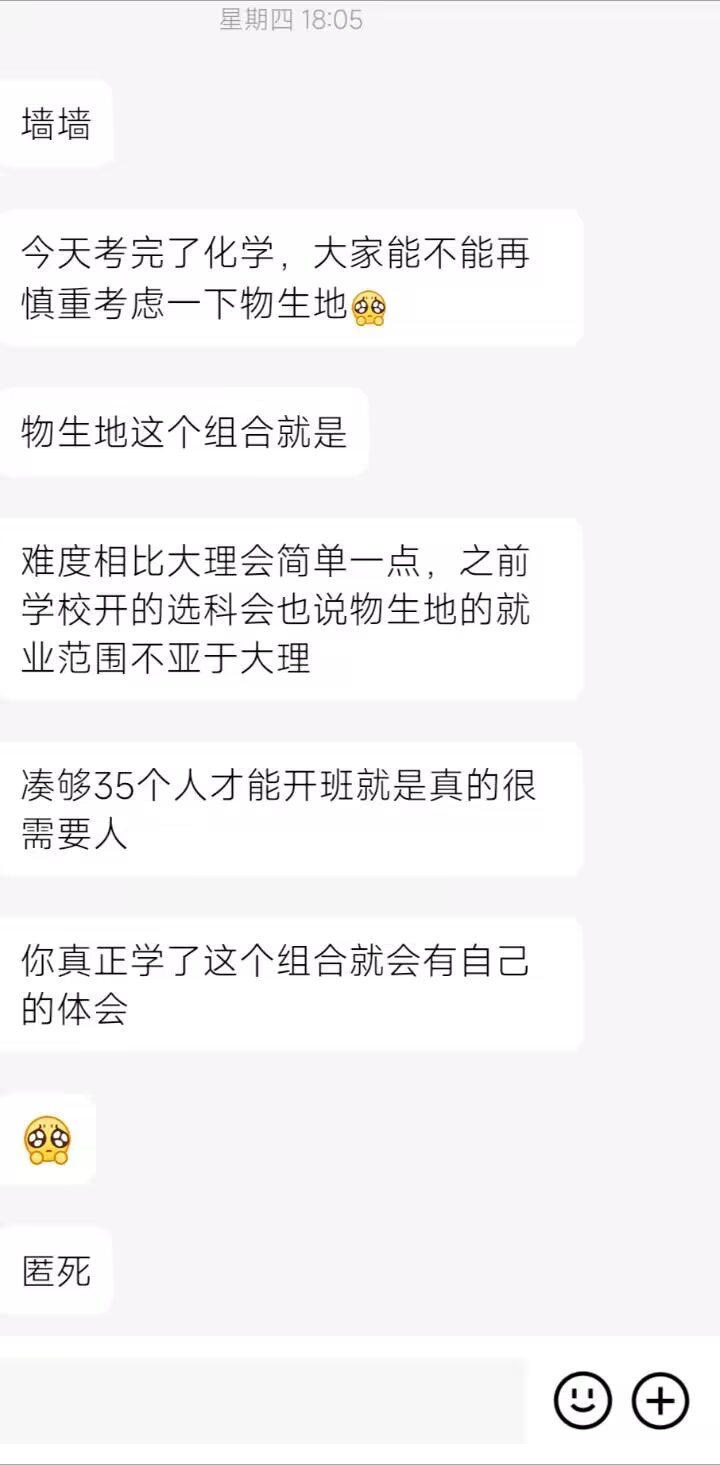 星期四 18:05
墙墙
今天考完了化学，大家能不能再
慎重考虑一下物生地🥺
物生地这个组合就是
难度相比大理会简单一点，之前
学校开的选科会也说物生地的就
业范围不亚于大理
凑够35个人才能开班就是真的很
需要人
你真正学了这个组合就会有自己
的体会
🥺
匿死